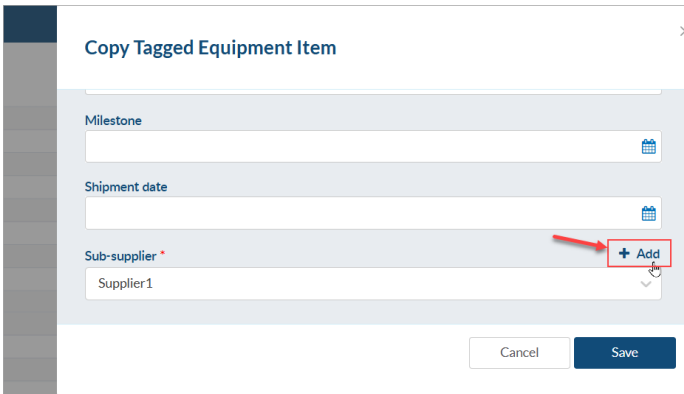 Copy Tagged Equipment Item
Milestone
Shipment date
Sub-supplier *
+ Add
Supplier1
Cancel
Save